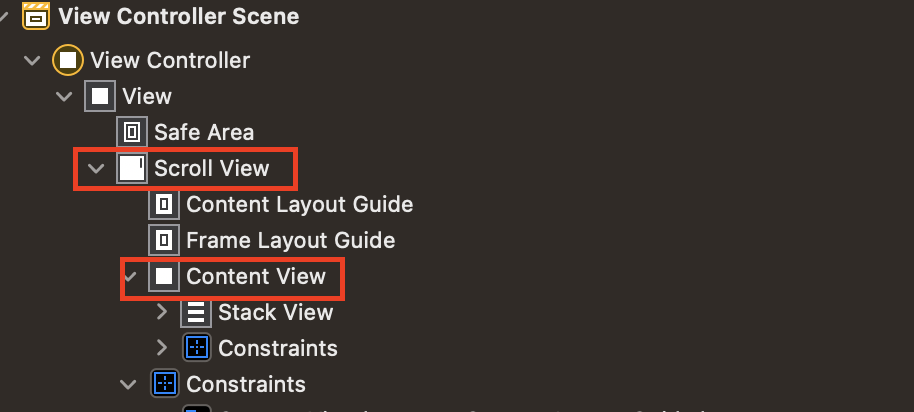 View Controller Scene
View Controller
View
Safe Area
Scroll View
Content Layout Guide
Frame Layout Guide
Content View
Stack View
Constraints
Constraints